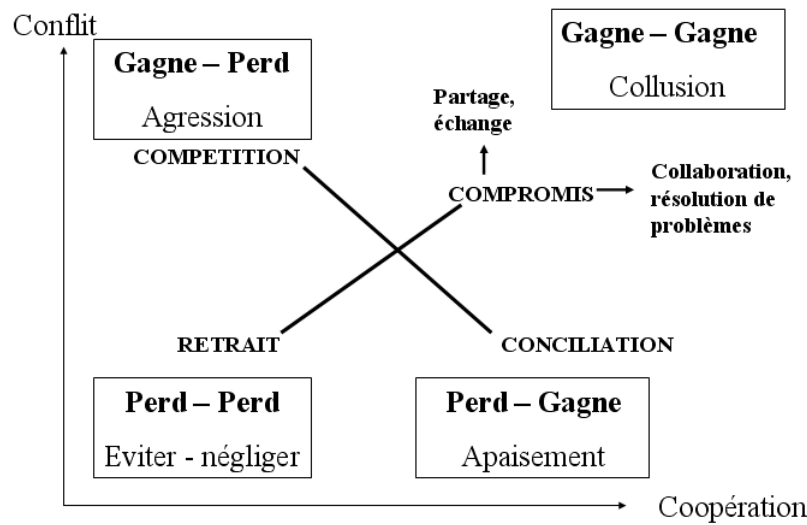 Conflit
Gagne – Perd
Agression
COMPETITION
Gagne – Gagne
Collusion
Partage,
échange
COMPROMIS
Collaboration,
résolution de
problèmes
RETRAIT
CONCILIATION
Perd – Perd
Eviter - négliger
Perd – Gagne
Apaisement
Coopération